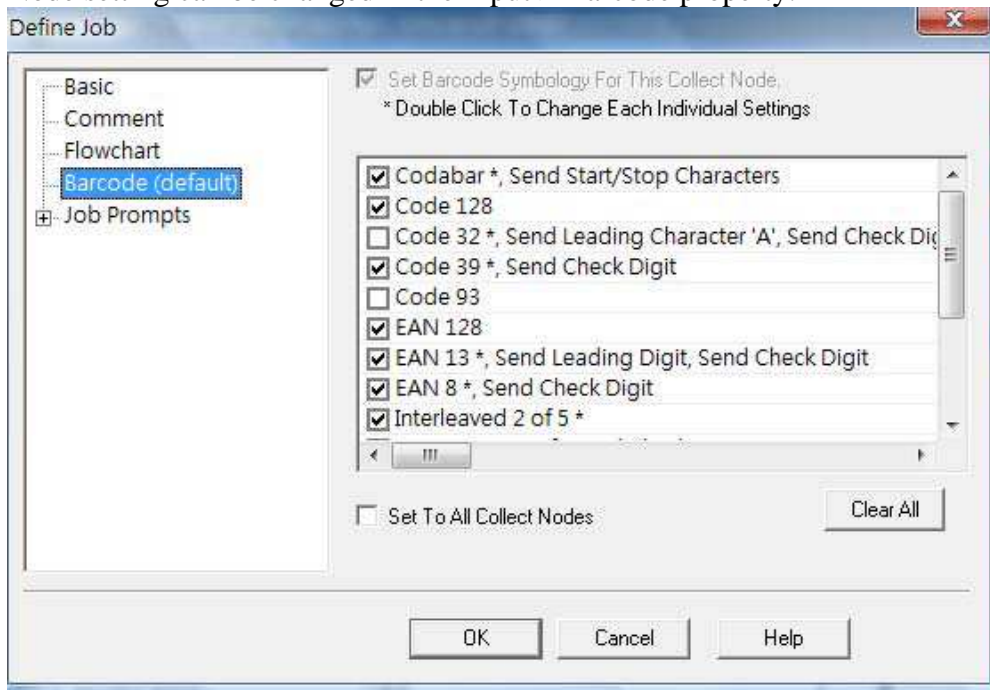 Define Job
Basic
Comment
Flowchart
Barcode (default)
Job Prompts
Set Barcode Symbology For This Collect Node.
* Double Click To Change Each Individual Settings
Codabar *, Send Start/Stop Characters
Code 128
Code 32 *, Send Leading Character 'A', Send Check Dig
Code 39 *, Send Check Digit
Code 93
EAN 128
EAN 13 *, Send Leading Digit, Send Check Digit
EAN 8 *, Send Check Digit
Interleaved 2 of 5 *
Set To All Collect Nodes
Clear All
OK
Cancel
Help